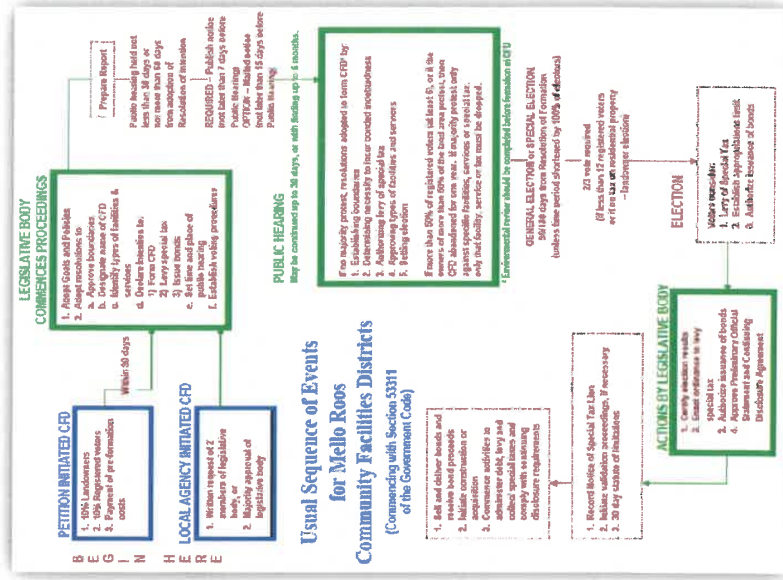 BEGIN HERE
PETITION INITIATED CFD
1. 10% Landowners
2. 10% Registered voters
3. Payment of pre-formation
costs
LOCAL AGENCY INITIATED CFD
1. Written request of 2
members of legislative
body, or
2. Majority approval of
legislative body
Within 30 days
LEGISLATIVE BODY
COMMENCES PROCEEDINGS
1. Adopt Goals and Policies
2. Adopt resolutions to:
a. Approve boundaries
b. Designate name of CFD
c. Identify types of facilities &
services
d. Declare intention to:
1) Form CFD
2) Levy special tax
3) Issue bonds
e. Set time and place of
public hearing
f. Establish voting procedures
Prepare Report
Public hearing held not
less than 30 days or
nor more than 60 days
from adoption of
Resolution of Intention
REQUIRED - Publish notice
(not later than 7 days before
Public Hearing)
OPTION - Mailed notice
(not later than 15 days before
Public Hearing)
Usual Sequence of Events
for Mello Roos
Community Facilities Districts
(Commencing with Section 53311
of the Government Code)
PUBLIC HEARING
May be continued up to 30 days, or with finding up to 6 months.
If no majority protest, resolutions adopted to form CFD* by:
1. Establishing boundaries
2. Determining necessity to incur bonded indebtedness
3. Authorizing levy of special tax
4. Approving types of facilities and services
5. Setting election
If more than 50% of registered voters (at least 6), or if the
owners of more than 50% of the land area protest, then
CFD abandoned for one year. If majority protest only
against specific facilities, services or special tax,
only that facility, service or tax must be dropped.
* Environmental review should be completed before formation of CFD
GENERAL ELECTION or SPECIAL ELECTION
90/180 days from Resolution of Formation
(unless time period shortened by 100% of electors)
2/3 vote required
(if less than 12 registered voters
or if no tax on residential property
- landowner election)
ELECTION
Voters consider:
1. Levy of Special Tax
2. Establish appropriations limit
3. Authorize issuance of bonds
ACTIONS BY LEGISLATIVE BODY
1. Certify election results
2. Enact ordinance to levy
special tax
3. Authorize issuance of bonds
4. Approve Preliminary Official
Statement and Continuing
Disclosure Agreement
1. Record Notice of Special Tax Lien
2. Initiate validation proceedings, if necessary
3. 30 day statute of limitations
1. Sell and deliver bonds and
receive bond proceeds
2. Initiate construction or
acquisition
3. Commence activities to
administer debt, levy and
collect special taxes and
comply with continuing
disclosure requirements